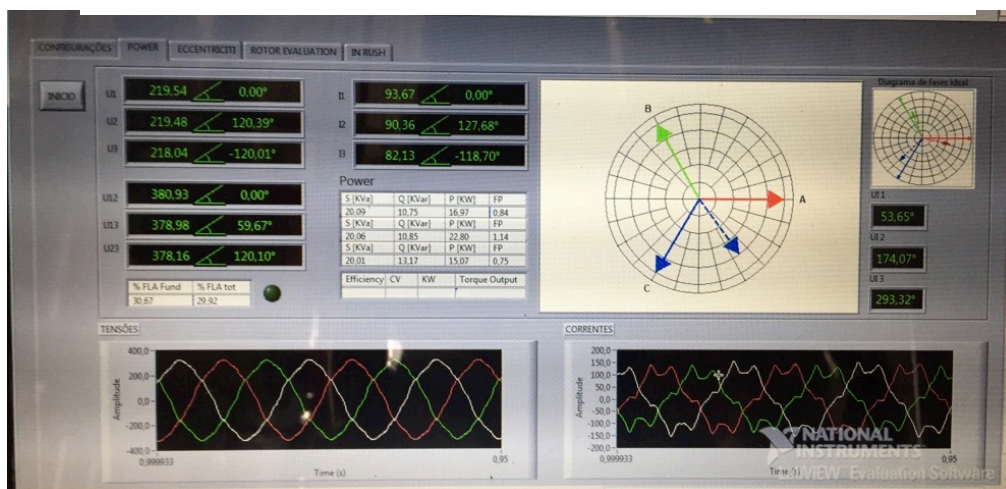 CONFIGURAÇÕES POWER ECCENTRICITI ROTOR EVALUATION IN RUSH
INICIO
U1 219,54 0,00°
U2 219,48 120,39°
U3 218,04 -120,01°
U12 380,93 0,00°
U13 378,98 59,67°
U23 378,16 120,10°
% FLA Fund % FLA tot
30,67 29,92
I1 93,67 0,00°
I2 90,36 127,68°
I3 82,13 -118,70°
Power
S [KVa] Q [KVar] P [KW] FP
20,09 10,75 16,97 0,84
S [KVa] Q [KVar] P [KW] FP
20,06 10,85 22,80 1,14
S [KVa] Q [KVar] P [KW] FP
20,01 13,17 15,07 0,75
Efficiency CV KW Torque Output
B
A
C
Diagrama de fases ideal
UI 1
53,65°
UI 2
174,07°
UI 3
293,32°
TENSÕES
Amplitude
400,0
200,0
0,0
-200,0
-400,0
0,999933 0,95
Time (s)
CORRENTES
Amplitude
200,0
150,0
100,0
50,0
0,0
-50,0
-100,0
-150,0
-200,0
0,999933 0,95
Time (s)
NATIONAL
INSTRUMENTS
LabVIEW Evaluation Software